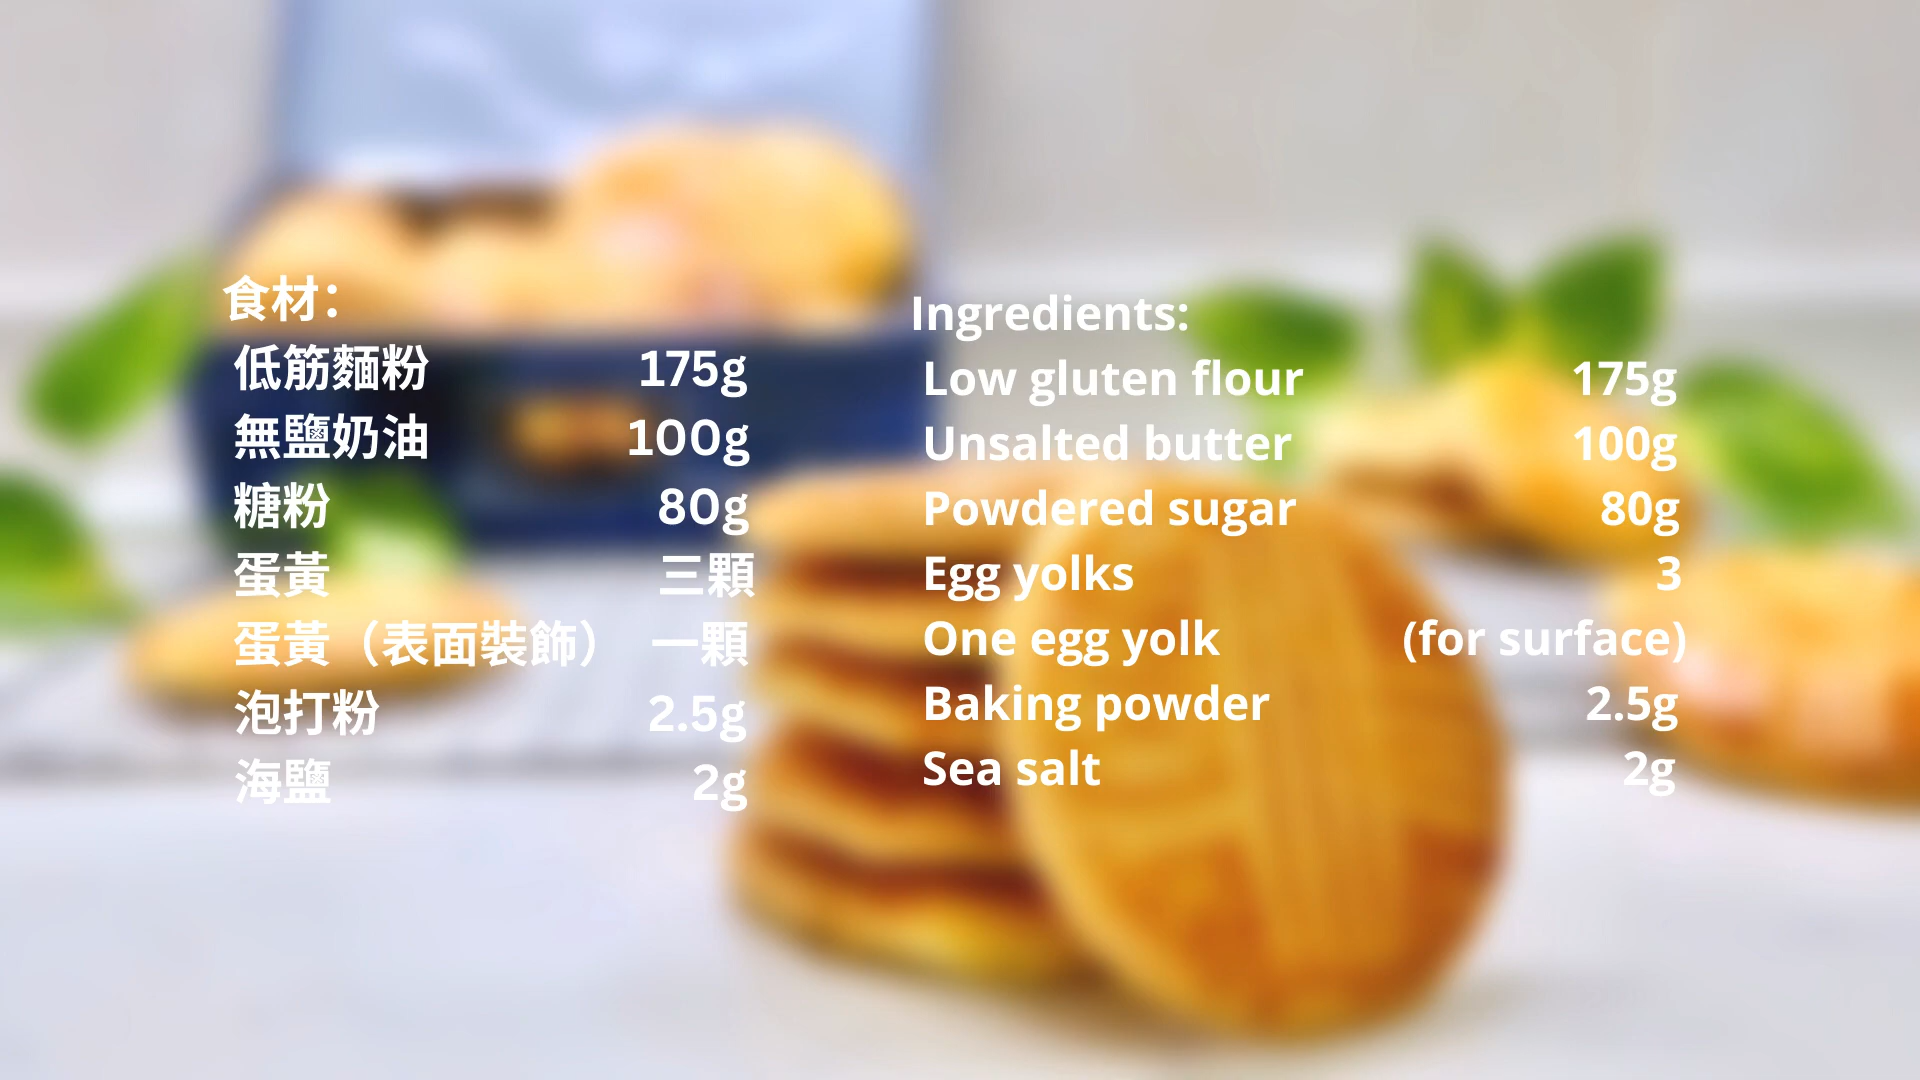 食材：
低筋麵粉 175g
無鹽奶油 100g
糖粉 80g
蛋黃 三顆
蛋黃（表面裝飾） 一顆
泡打粉 2.5g
海鹽 2g
Ingredients:
Low gluten flour 175g
Unsalted butter 100g
Powdered sugar 80g
Egg yolks 3
One egg yolk (for surface)
Baking powder 2.5g
Sea salt 2g